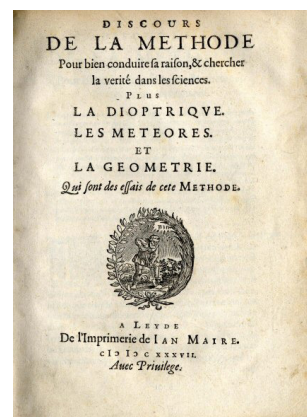 DISCOURS
DE LA METHODE
Pour bien conduire sa raison, & chercher
la verité dans les sciences.
PLUS
LA DIOPTRIQVE.
LES METEORES.
ET
LA GEOMETRIE.
Qui sont des essais de cete METHODE.
A LEYDE
De l'Imprimerie de IAN MAIRE.
cIɔ Iɔ c xxxvii.
Auec Priuilege.